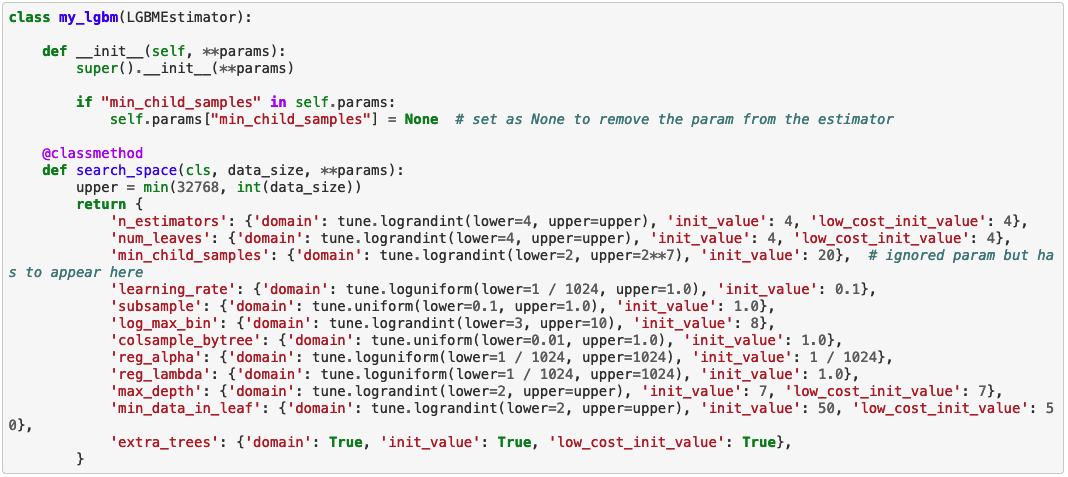 class my_lgbm(LGBMEstimator):
    def __init__(self, **params):
        super().__init__(**params)
        if "min_child_samples" in self.params:
            self.params["min_child_samples"] = None  # set as None to remove the param from the estimator
    @classmethod
    def search_space(cls, data_size, **params):
        upper = min(32768, int(data_size))
        return {
            'n_estimators': {'domain': tune.lograndint(lower=4, upper=upper), 'init_value': 4, 'low_cost_init_value': 4},
            'num_leaves': {'domain': tune.lograndint(lower=4, upper=upper), 'init_value': 4, 'low_cost_init_value': 4},
            'min_child_samples': {'domain': tune.lograndint(lower=2, upper=2**7), 'init_value': 20},  # ignored param but ha
s to appear here
            'learning_rate': {'domain': tune.loguniform(lower=1 / 1024, upper=1.0), 'init_value': 0.1},
            'subsample': {'domain': tune.uniform(lower=0.1, upper=1.0), 'init_value': 1.0},
            'log_max_bin': {'domain': tune.lograndint(lower=3, upper=10), 'init_value': 8},
            'colsample_bytree': {'domain': tune.uniform(lower=0.01, upper=1.0), 'init_value': 1.0},
            'reg_alpha': {'domain': tune.loguniform(lower=1 / 1024, upper=1024), 'init_value': 1 / 1024},
            'reg_lambda': {'domain': tune.loguniform(lower=1 / 1024, upper=1024), 'init_value': 1.0},
            'max_depth': {'domain': tune.lograndint(lower=2, upper=upper), 'init_value': 7, 'low_cost_init_value': 7},
            'min_data_in_leaf': {'domain': tune.lograndint(lower=2, upper=upper), 'init_value': 50, 'low_cost_init_value': 5
0},
            'extra_trees': {'domain': True, 'init_value': True, 'low_cost_init_value': True},
        }